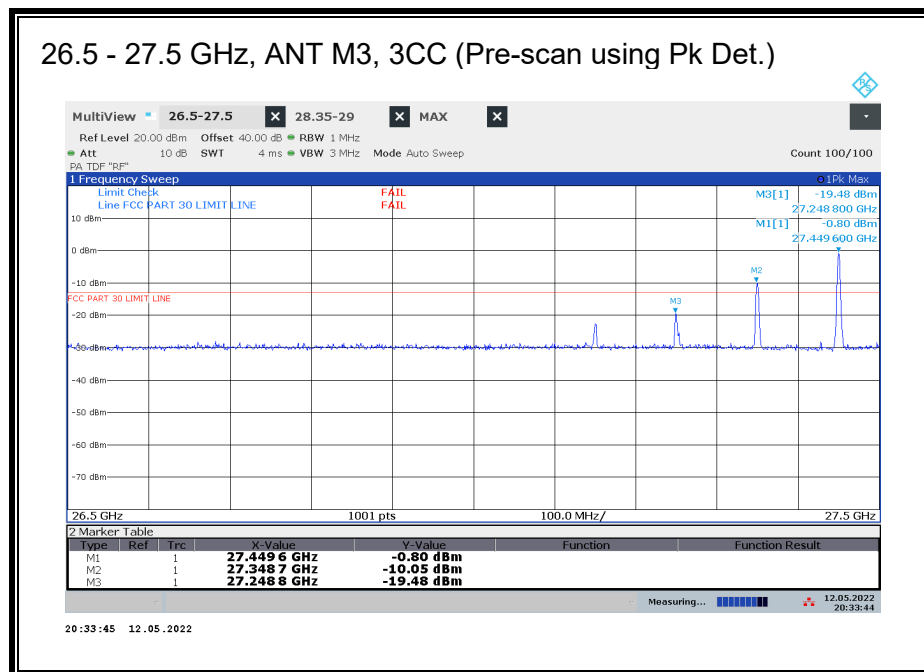 26.5 - 27.5 GHz, ANT M3, 3CC (Pre-scan using Pk Det.)
R&S
MultiView 26.5-27.5 X 28.35-29 X MAX X
Ref Level 20.00 dBm Offset 40.00 dB RBW 1 MHz
Att 10 dB SWT 4 ms VBW 3 MHz Mode Auto Sweep Count 100/100
PA TDF "RF"
1 Frequency Sweep 1Pk Max
Limit Check FAIL M3[1] -19.48 dBm
Line FCC PART 30 LIMIT LINE FAIL 27.248 800 GHz
10 dBm M1[1] -0.80 dBm
27.449 600 GHz
0 dBm
M2
-10 dBm
FCC PART 30 LIMIT LINE M3
-20 dBm
-30 dBm
-40 dBm
-50 dBm
-60 dBm
-70 dBm
26.5 GHz 1001 pts 100.0 MHz/ 27.5 GHz
2 Marker Table
Type Ref Trc X-Value Y-Value Function Function Result
M1 1 27.449 6 GHz -0.80 dBm
M2 1 27.348 7 GHz -10.05 dBm
M3 1 27.248 8 GHz -19.48 dBm
Measuring... 12.05.2022
20:33:44
20:33:45 12.05.2022